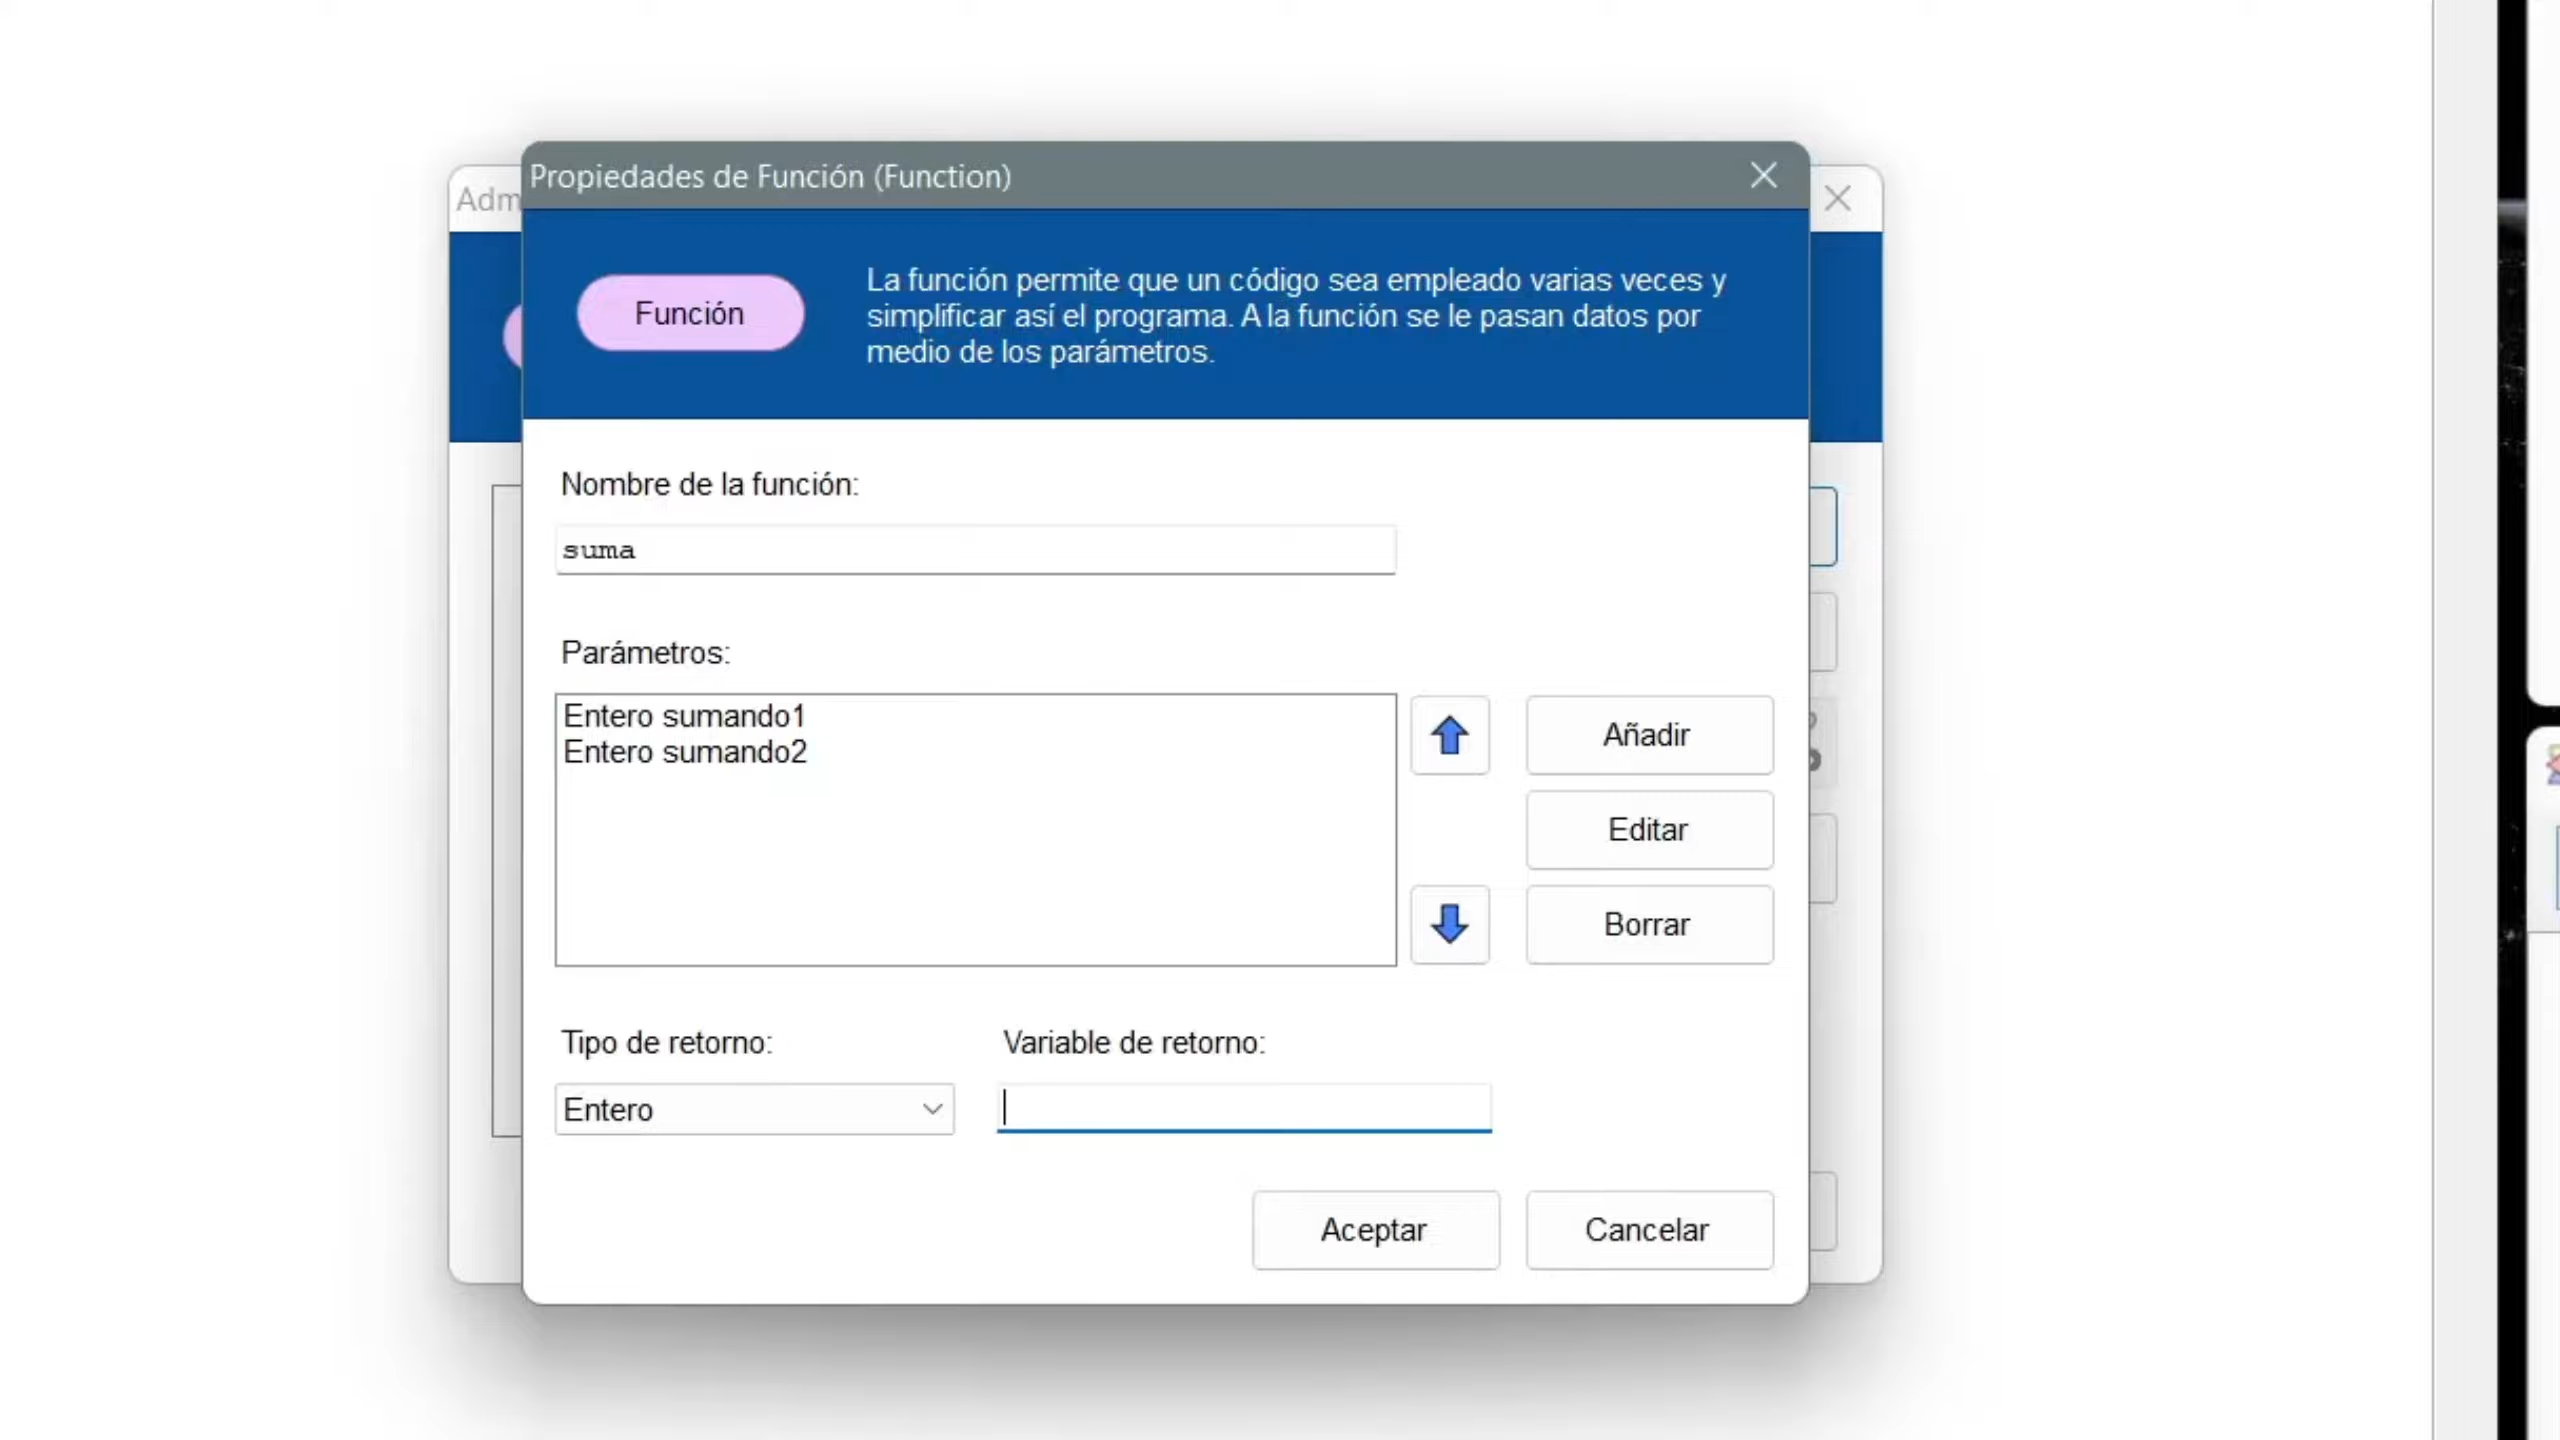 Propiedades de Función (Function)
Adm
Función
La función permite que un código sea empleado varias veces y
simplificar así el programa. A la función se le pasan datos por
medio de los parámetros.
Nombre de la función:
suma
Parámetros:
Entero sumando1
Entero sumando2
Añadir
Editar
Borrar
Tipo de retorno:
Variable de retorno:
Entero
Aceptar
Cancelar